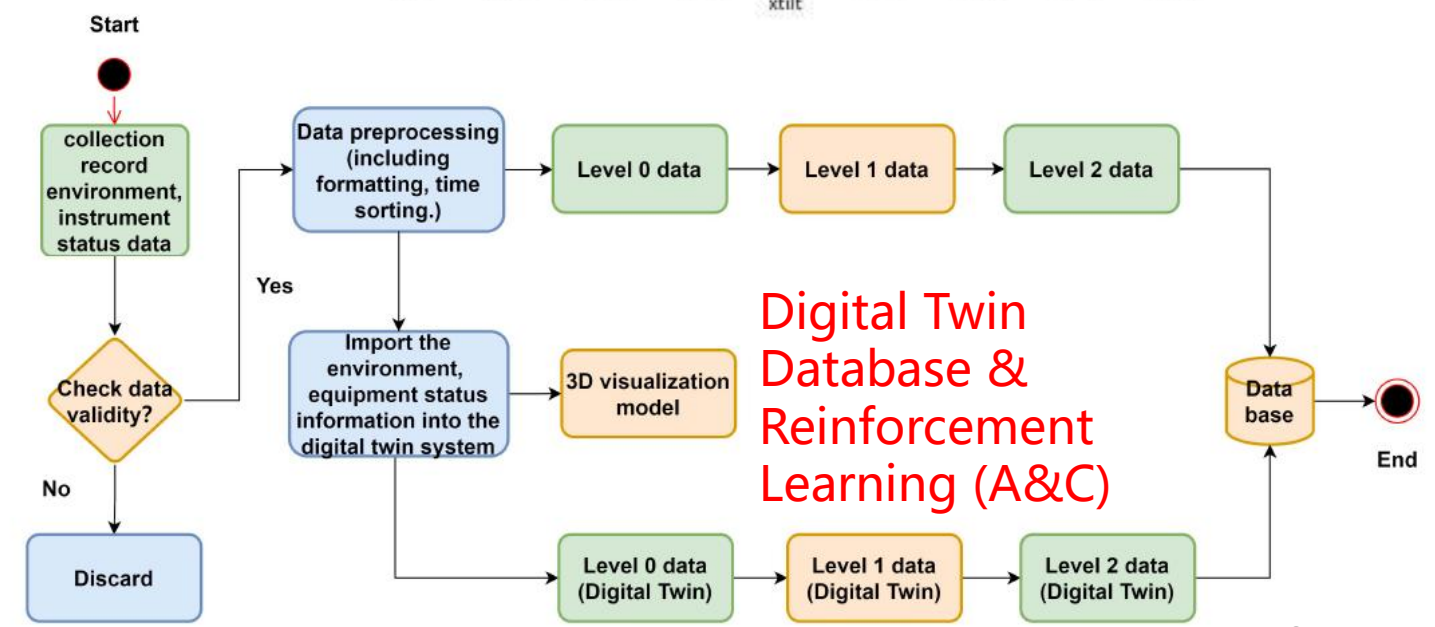 xtilt
Start
collection
record
environment,
instrument
status data
Data preprocessing
(including
formatting, time
sorting.)
Level 0 data
Level 1 data
Level 2 data
Yes
Check data
validity?
Import the
environment,
equipment status
information into the
digital twin system
3D visualization
model
Digital Twin
Database &
Reinforcement
Learning (A&C)
Data
base
End
No
Discard
Level 0 data
(Digital Twin)
Level 1 data
(Digital Twin)
Level 2 data
(Digital Twin)